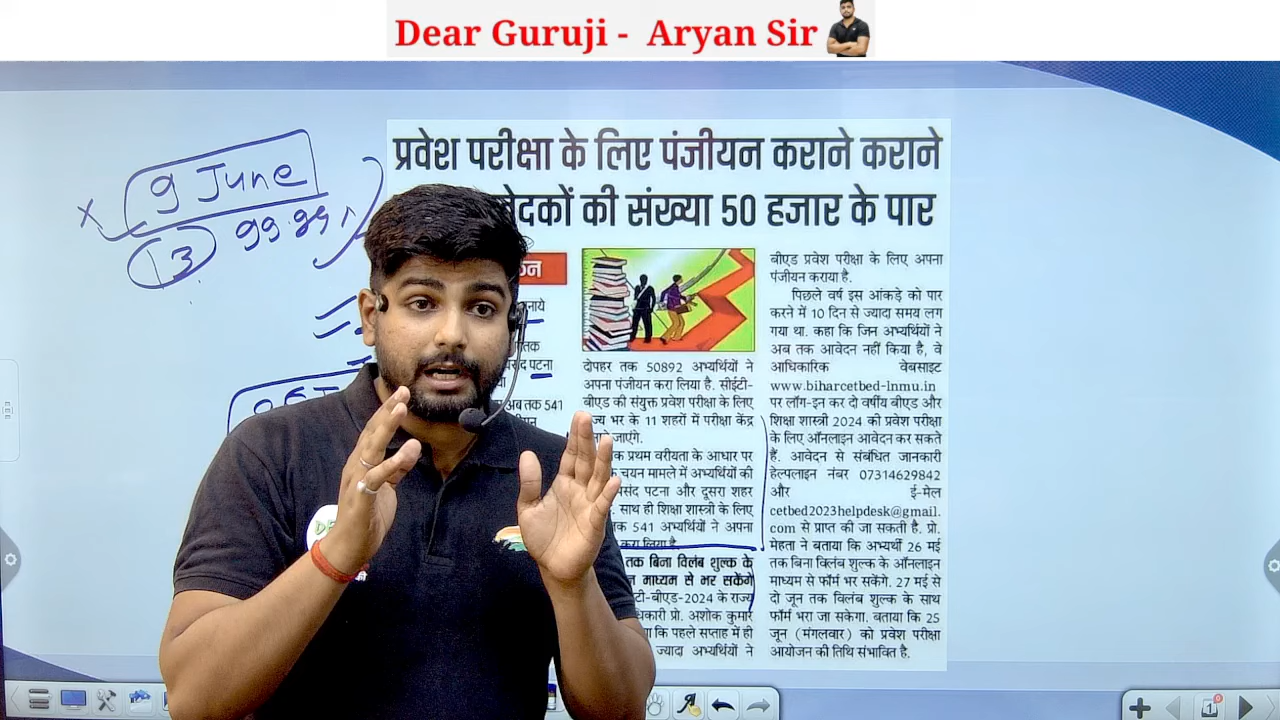 Dear Guruji - Aryan Sir
9 June
13
प्रवेश परीक्षा के लिए पंजीयन कराने कराने
की संख्या 50 हजार के पार
पटना
अब तक 541
दोपहर तक 50892 अभ्यर्थियों ने
अपना पंजीयन करा लिया है. सीईटी-
बीएड की संयुक्त प्रवेश परीक्षा के लिए
भर के 11 शहरों में परीक्षा केंद्र
जाएंगे.
प्रथम वरीयता के आधार पर
चयन मामले में अभ्यर्थियों की
पटना और दूसरा शहर
साथ ही शिक्षा शास्त्री के लिए
541 अभ्यर्थियों ने अपना
करा लिया है
तक बिना विलंब शुल्क के
माध्यम से भर सकेंगे
बीएड-2024 के राज्य
प्रो. अशोक कुमार
कि पहले सप्ताह में ही
ज्यादा अभ्यर्थियों ने
बीएड प्रवेश परीक्षा के लिए अपना
पंजीयन कराया है.
पिछले वर्ष इस आंकड़े को पार
करने में 10 दिन से ज्यादा समय लग
गया था. कहा कि जिन अभ्यर्थियों ने
अब तक आवेदन नहीं किया है, वे
आधिकारिक वेबसाइट
www.biharcetbed-lnmu.in
पर लॉग-इन कर दो वर्षीय बीएड और
शिक्षा शास्त्री 2024 की प्रवेश परीक्षा
के लिए ऑनलाइन आवेदन कर सकते
हैं. आवेदन से संबंधित जानकारी
हेल्पलाइन नंबर 07314629842
और ई-मेल
cetbed2023helpdesk@gmail.
com से प्राप्त की जा सकती है. प्रो.
मेहता ने बताया कि अभ्यर्थी 26 मई
तक बिना विलंब शुल्क के ऑनलाइन
माध्यम से फॉर्म भर सकेंगे. 27 मई से
दो जून तक विलंब शुल्क के साथ
फॉर्म भरा जा सकेगा. बताया कि 25
जून (मंगलवार) को प्रवेश परीक्षा
आयोजन की तिथि संभावित है.